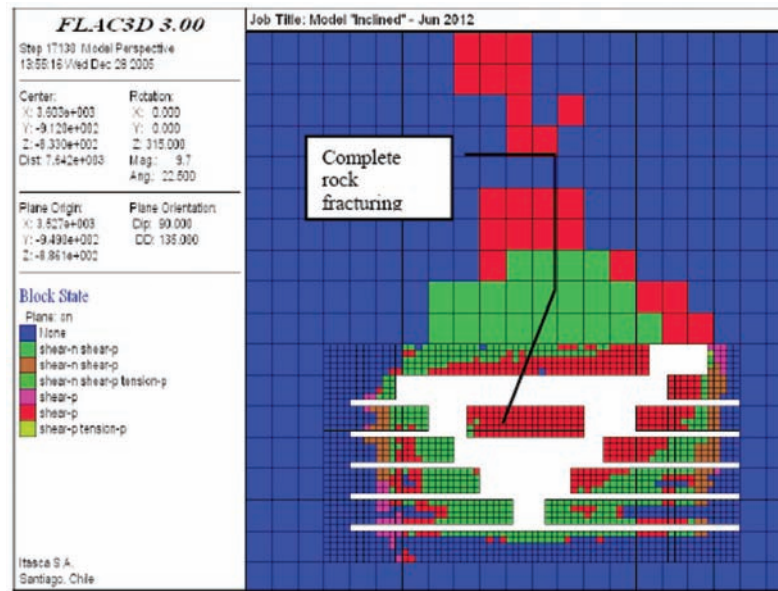 FLAC3D 3.00
Step 17138 Model Perspective
13:55:16 Wed Dec 28 2005
Center: Rotation:
X: 3.603e+003 X: 0.000
Y: -9.120e+002 Y: 0.000
Z: -8.330e+002 Z: 315.000
Dist: 7.642e+003 Mag.: 9.7
Ang.: 22.500
Plane Origin: Plane Orientation:
X: 3.527e+003 Dip: 90.000
Y: -9.498e+002 DD: 135.000
Z: -8.861e+002
Block State
Plane: on
None
shear-n shear-p
shear-n shear-p
shear-n shear-p tension-p
shear-p
shear-p
shear-p tension-p
Itasca S.A.
Santiago, Chile
Job Title: Model "Inclined" - Jun 2012
Complete
rock
fracturing